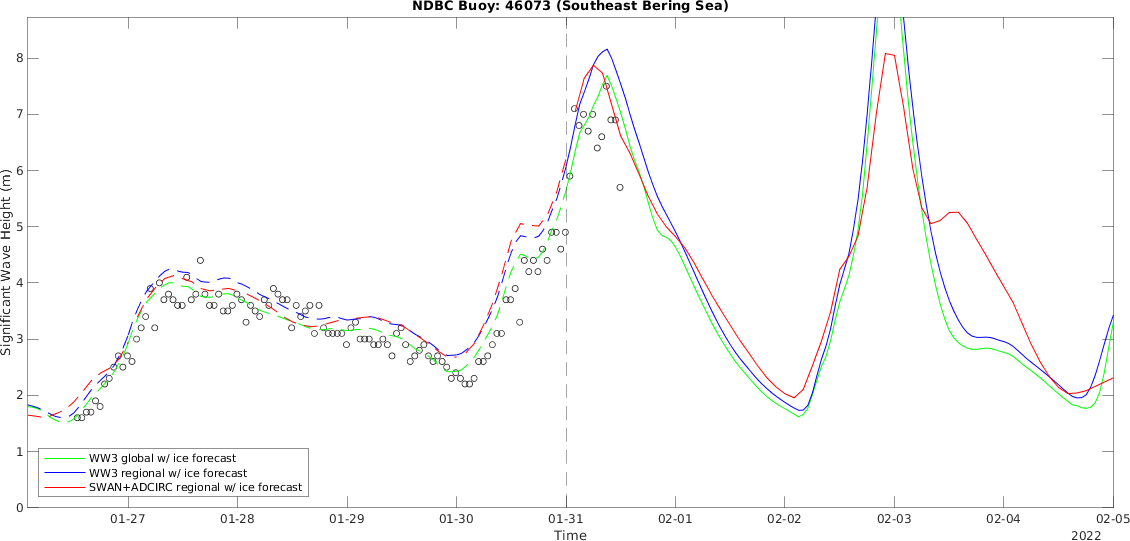 NDBC Buoy: 46073 (Southeast Bering Sea)
Significant Wave Height (m)
8
7
6
5
4
3
2
1
0
WW3 global w/ ice forecast
WW3 regional w/ ice forecast
SWAN+ADCIRC regional w/ ice forecast
01-27 01-28 01-29 01-30 01-31 02-01 02-02 02-03 02-04 02-05
Time
2022